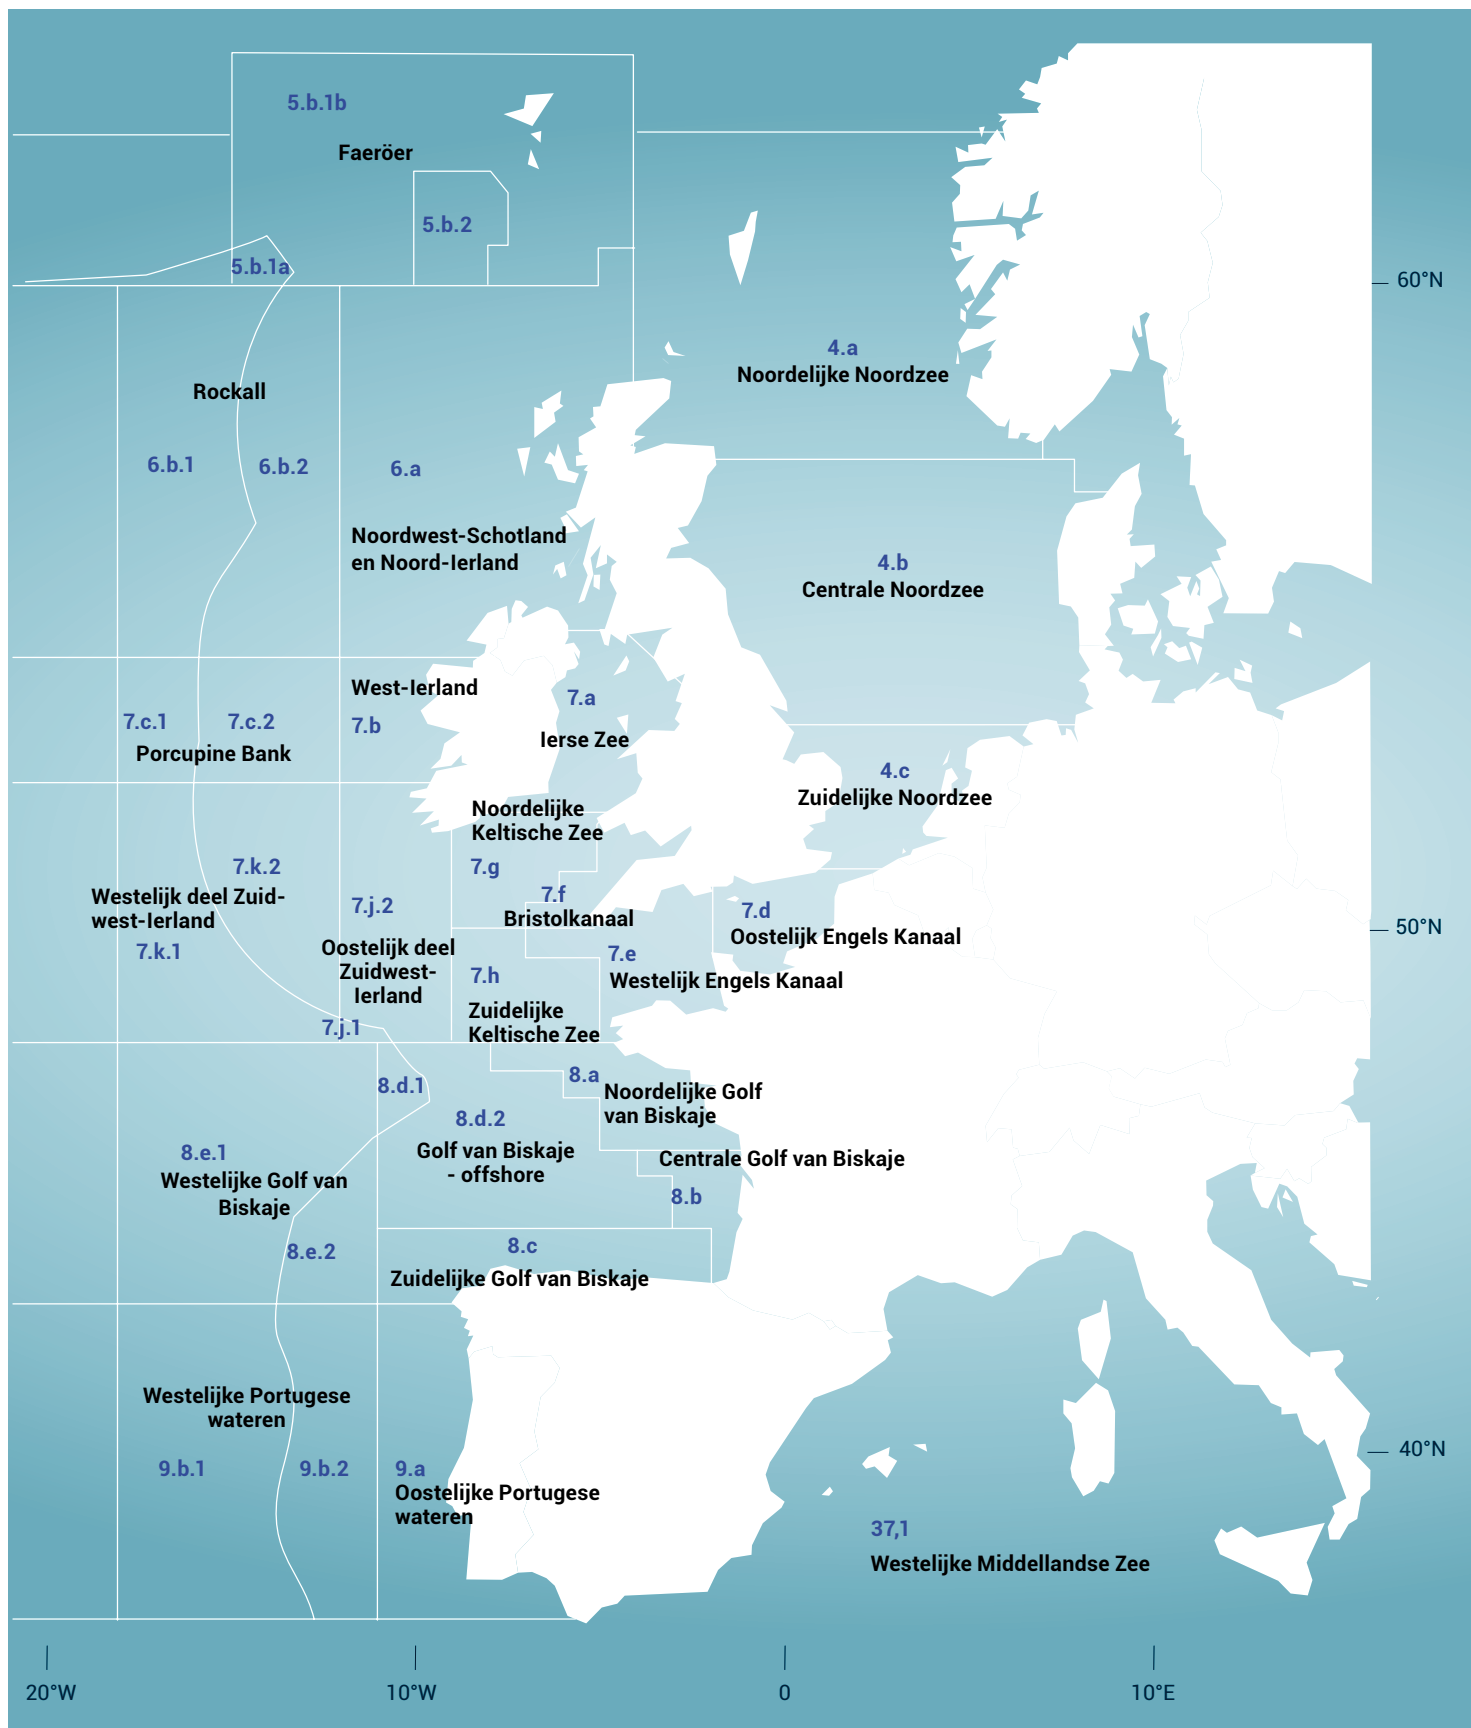 5.b.1b
Faeröer
5.b.2
5.b.1a
60°N
4.a
Noordelijke Noordzee
Rockall
6.b.1
6.b.2
6.a
Noordwest-Schotland
en Noord-Ierland
4.b
Centrale Noordzee
West-Ierland
7.b
7.a
Ierse Zee
7.c.1
7.c.2
Porcupine Bank
4.c
Zuidelijke Noordzee
Noordelijke
Keltische Zee
7.g
7.k.2
Westelijk deel Zuid-
west-Ierland
7.k.1
7.j.2
Oostelijk deel
Zuidwest-
Ierland
7.j.1
7.f
Bristolkanaal
7.d
Oostelijk Engels Kanaal
50°N
7.e
Westelijk Engels Kanaal
7.h
Zuidelijke
Keltische Zee
8.a
Noordelijke Golf
van Biskaje
8.d.1
8.d.2
Golf van Biskaje
- offshore
8.e.1
Westelijke Golf van
Biskaje
8.e.2
Centrale Golf van Biskaje
8.b
8.c
Zuidelijke Golf van Biskaje
Westelijke Portugese
wateren
9.b.1
9.b.2
9.a
Oostelijke Portugese
wateren
40°N
37,1
Westelijke Middellandse Zee
20°W
10°W
0
10°E